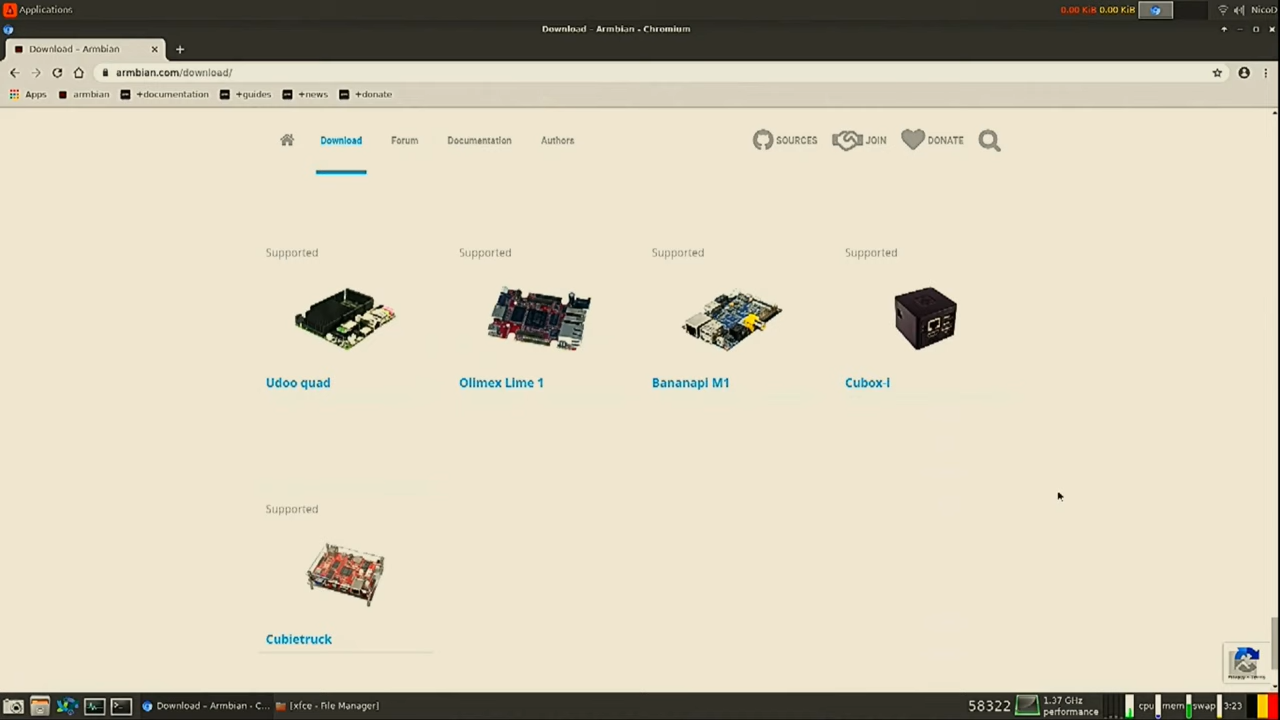 Applications
0.00 KiB 0.00 KiB
NicoD
Download – Armbian - Chromium
Download – Armbian
armbian.com/download/
Apps
armbian
+documentation
+guides
+news
+donate
Download
Forum
Documentation
Authors
SOURCES
JOIN
DONATE
Supported
Supported
Supported
Supported
Udoo quad
Olimex Lime 1
Bananapi M1
Cubox-i
Supported
Cubietruck
Download - Armbian - C...
[xfce - File Manager]
58322
1.37 GHz
performance
cpu
mem
swap
3:23